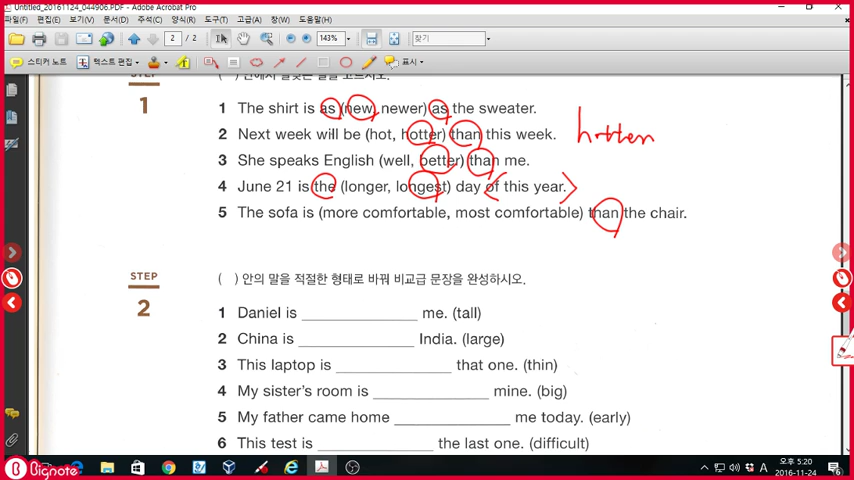 Untitled_20161124_044906.PDF - Adobe Acrobat Pro
파일(F) 편집(E) 보기(V) 문서(D) 주석(C) 양식(R) 도구(T) 고급(A) 창(W) 도움말(H)
2 / 2 143% 찾기
스티커 노트 텍스트 편집 표시
STEP
1
1 The shirt is as (new, newer) as the sweater.
2 Next week will be (hot, hotter) than this week.
hotter
3 She speaks English (well, better) than me.
4 June 21 is the (longer, longest) day of this year.
5 The sofa is (more comfortable, most comfortable) than the chair.
STEP
2
( ) 안의 말을 적절한 형태로 바꿔 비교급 문장을 완성하시오.
1 Daniel is ____________ me. (tall)
2 China is ____________ India. (large)
3 This laptop is ____________ that one. (thin)
4 My sister's room is ____________ mine. (big)
5 My father came home ____________ me today. (early)
6 This test is ____________ the last one. (difficult)
Bignote
A 오후 5:20
2016-11-24